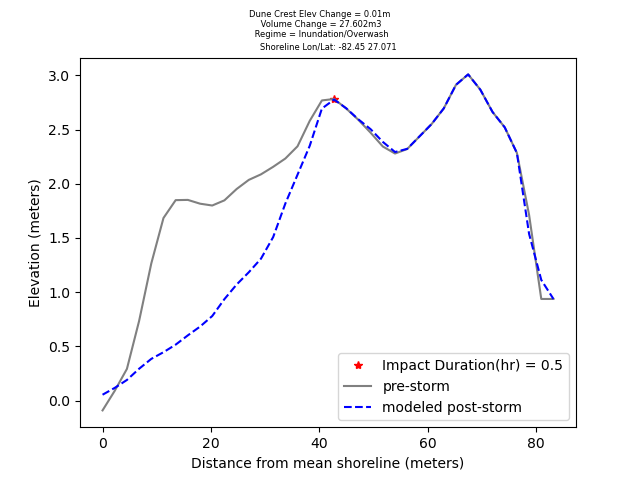 Dune Crest Elev Change = 0.01m
Volume Change = 27.602m3
Regime = Inundation/Overwash
Shoreline Lon/Lat: -82.45 27.071
3.0
2.5
2.0
1.5
1.0
0.5
0.0
Elevation (meters)
Impact Duration(hr) = 0.5
pre-storm
modeled post-storm
0 20 40 60 80
Distance from mean shoreline (meters)